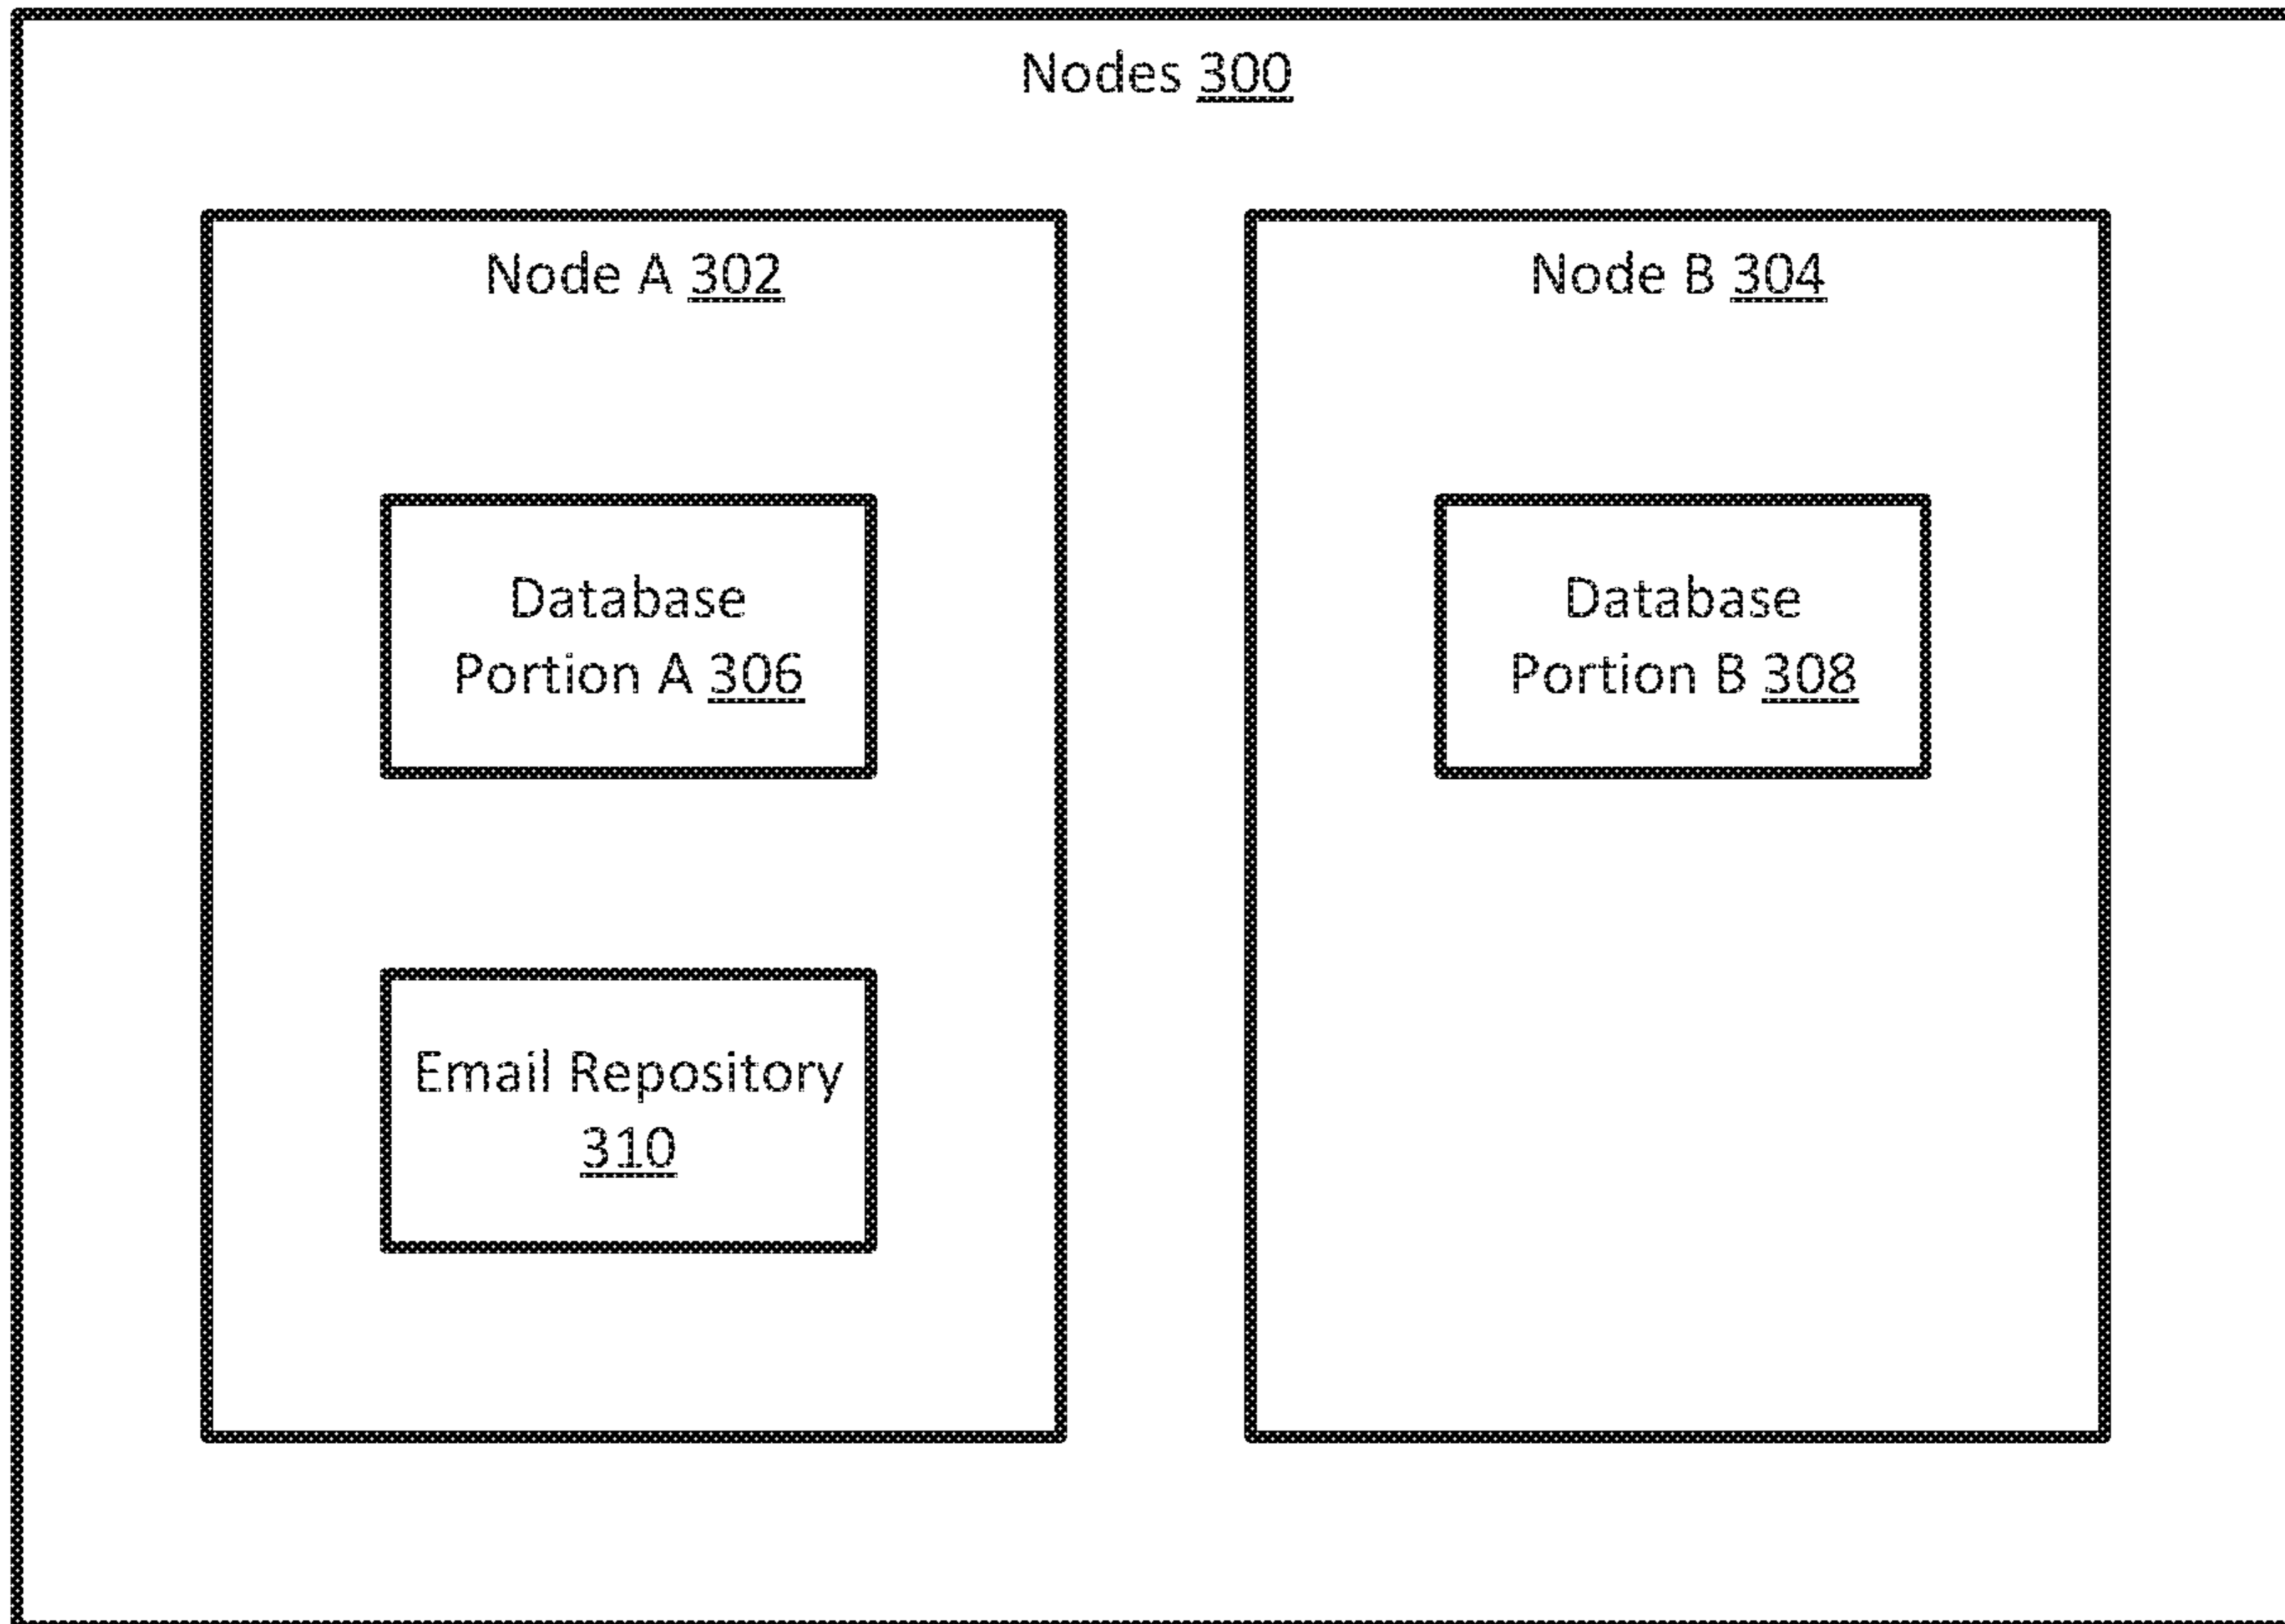 Nodes 300
Node A 302
Database
Portion A 306
Email Repository
310
Node B 304
Database
Portion B 308